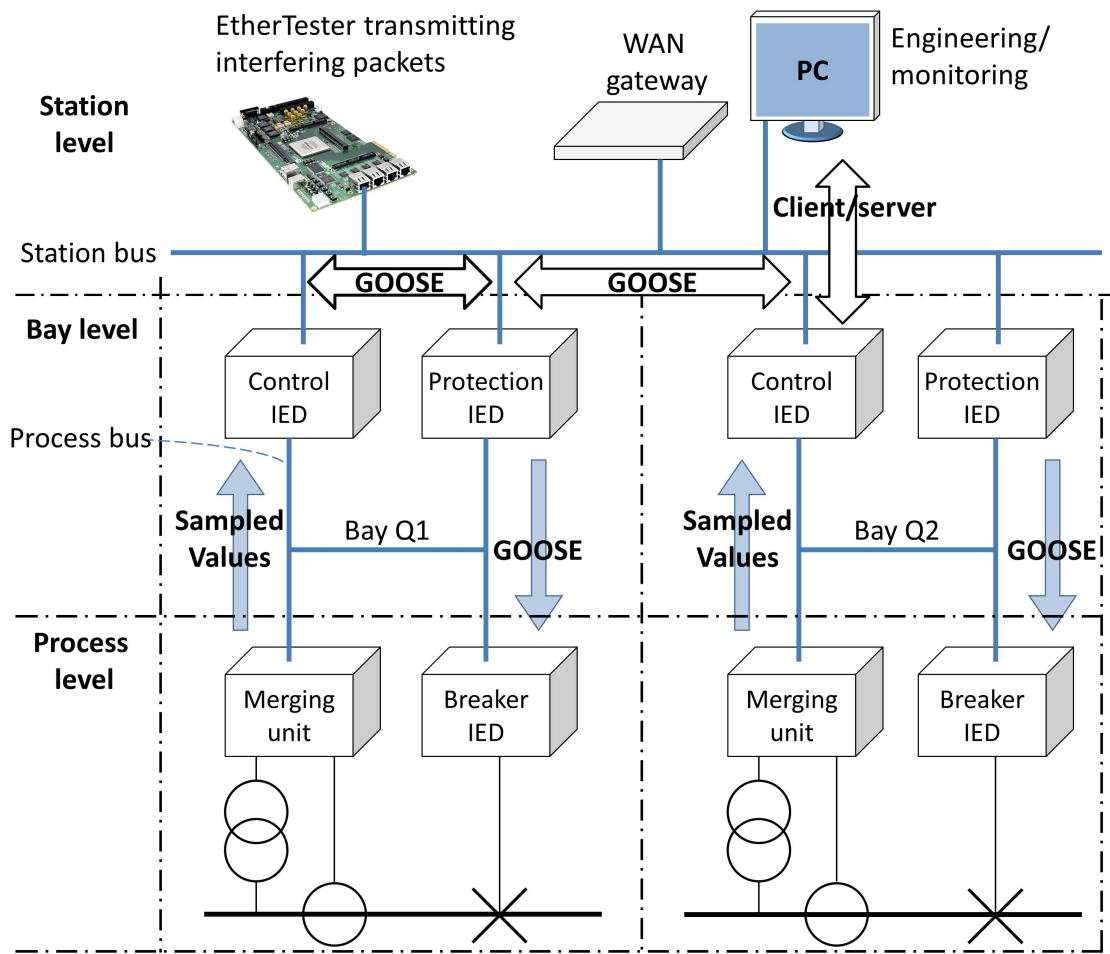 EtherTester transmitting
interfering packets
WAN
gateway
PC
Engineering/
monitoring
Station
level
Client/server
Station bus
GOOSE
GOOSE
Bay level
Control
IED
Protection
IED
Control
IED
Protection
IED
Process bus
Sampled
Values
Bay Q1
GOOSE
Sampled
Values
Bay Q2
GOOSE
Process
level
Merging
unit
Breaker
IED
Merging
unit
Breaker
IED